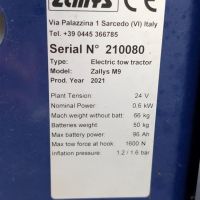 ZALLYS CE
Via Palazzina 1 Sarcedo (VI) Italy
Tel. +39 0445 366785
Serial N° 210080
Type: Electric tow tractor
Model: Zallys M9
Prod. Year 2021
Plant Tension: 24 V
Nominal Power: 0,6 kW
Mach weight without batt: 66 kg
Batteries weight: 50 kg
Max battery power: 96 Ah
Max tow force at hook: 1600 N
inflation pressure: 1.2 / 1.6 bar